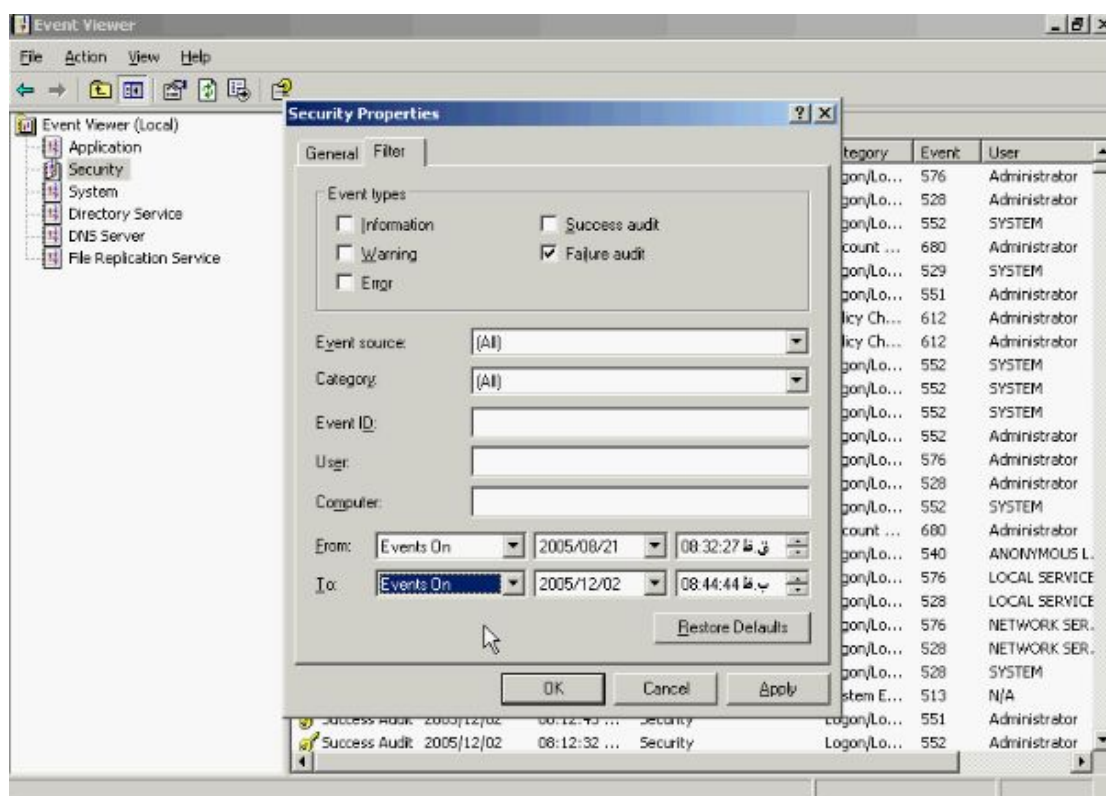 Event Viewer
File Action View Help
Event Viewer (Local)
Application
Security
System
Directory Service
DNS Server
File Replication Service
Security Properties
General Filter
Event types
Information
Warning
Error
Success audit
Failure audit
Event source: (All)
Category: (All)
Event ID:
User:
Computer:
From: Events On 2005/08/21 08:32:27 ق.ظ
To: Events On 2005/12/02 08:44:44 ب.ظ
Restore Defaults
OK Cancel Apply
tegory Event User
gon/Lo... 576 Administrator
gon/Lo... 528 Administrator
gon/Lo... 552 SYSTEM
count ... 680 Administrator
gon/Lo... 529 SYSTEM
gon/Lo... 551 Administrator
licy Ch... 612 Administrator
licy Ch... 612 Administrator
gon/Lo... 552 SYSTEM
gon/Lo... 552 SYSTEM
gon/Lo... 552 SYSTEM
gon/Lo... 552 Administrator
gon/Lo... 576 Administrator
gon/Lo... 528 Administrator
gon/Lo... 552 SYSTEM
count ... 680 Administrator
gon/Lo... 540 ANONYMOUS L.
gon/Lo... 576 LOCAL SERVICE
gon/Lo... 528 LOCAL SERVICE
gon/Lo... 576 NETWORK SER.
gon/Lo... 528 NETWORK SER.
gon/Lo... 528 SYSTEM
stem E... 513 N/A
Success Audit 2005/12/02 08:12:43 ... Security Logon/Lo... 551 Administrator
Success Audit 2005/12/02 08:12:32 ... Security Logon/Lo... 552 Administrator